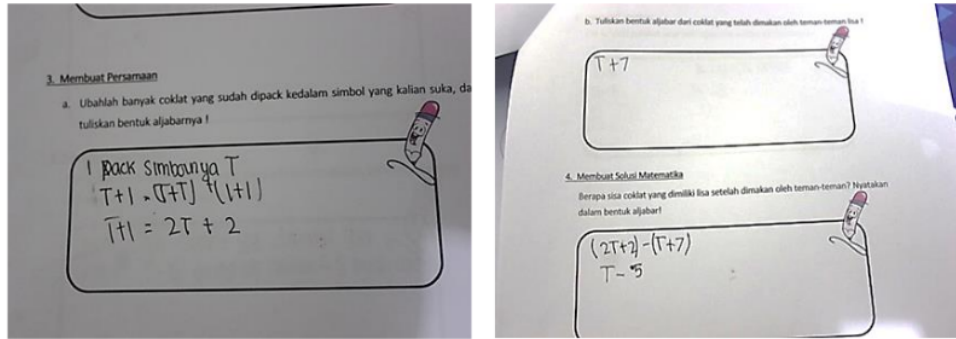 3. Membuat Persamaan
a. Ubahlah banyak coklat yang sudah dipack kedalam simbol yang kalian suka, da
tuliskan bentuk aljabarnya !
1 pack simbolnya T
T+1 = (T+T) + (1+1)
T+1 = 2T + 2
b. Tuliskan bentuk aljabar dari coklat yang telah dimakan oleh teman-teman lisa !
T+7
4. Membuat Solusi Matematika
Berapa sisa coklat yang dimiliki lisa setelah dimakan oleh teman-teman? Nyatakan
dalam bentuk aljabar!
(2T+2)-(T+7)
T-5